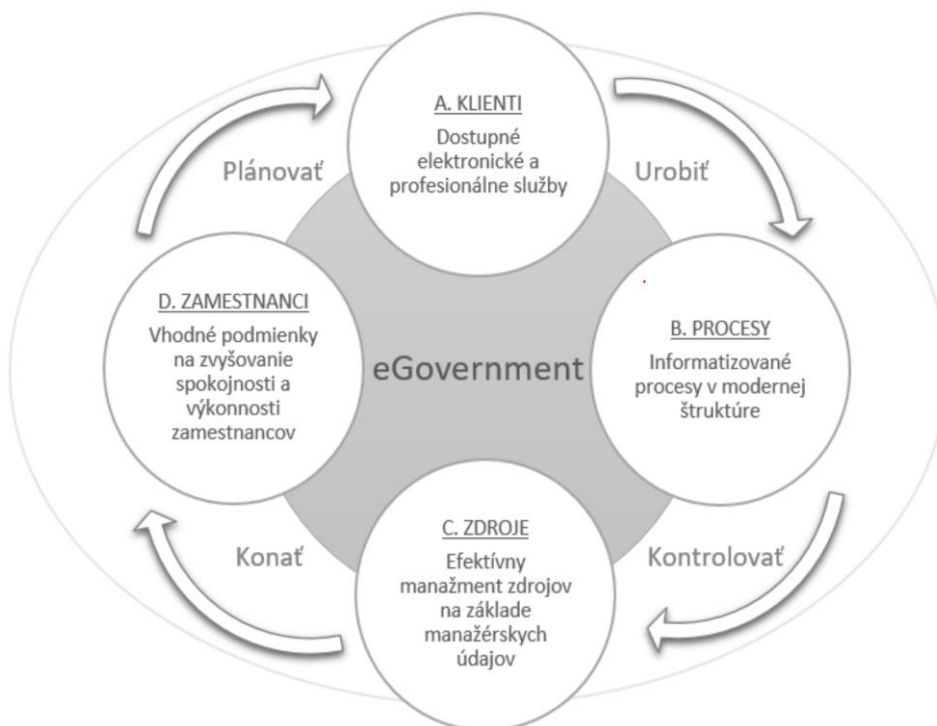 A. KLIENTI
Dostupné
elektronické a
profesionálne služby
Plánovať
Urobiť
D. ZAMESTNANCI
Vhodné podmienky
na zvyšovanie
spokojnosti a
výkonnosti
zamestnancov
eGovernment
B. PROCESY
Informatizované
procesy v modernej
štruktúre
Konať
Kontrolovať
C. ZDROJE
Efektívny
manažment zdrojov
na základe
manažérskych
údajov